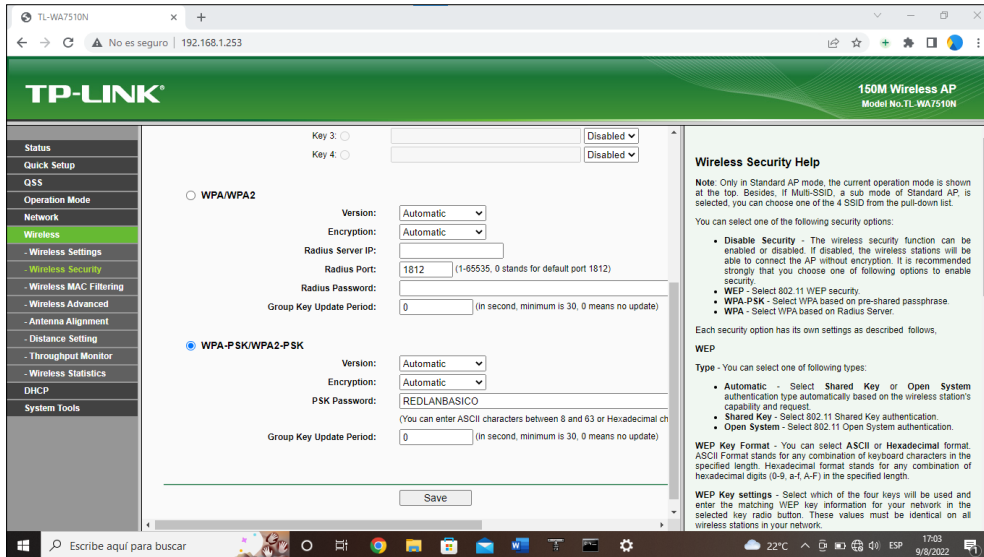 TL-WA7510N
No es seguro | 192.168.1.253
TP-LINK®
150M Wireless AP
Model No.TL-WA7510N
Status
Quick Setup
QSS
Operation Mode
Network
Wireless
- Wireless Settings
- Wireless Security
- Wireless MAC Filtering
- Wireless Advanced
- Antenna Alignment
- Distance Setting
- Throughput Monitor
- Wireless Statistics
DHCP
System Tools
Key 3: Disabled
Key 4: Disabled
WPA/WPA2
Version: Automatic
Encryption: Automatic
Radius Server IP:
Radius Port: 1812 (1-65535, 0 stands for default port 1812)
Radius Password:
Group Key Update Period: 0 (in second, minimum is 30, 0 means no update)
WPA-PSK/WPA2-PSK
Version: Automatic
Encryption: Automatic
PSK Password: REDLANBASICO
(You can enter ASCII characters between 8 and 63 or Hexadecimal ch
Group Key Update Period: 0 (in second, minimum is 30, 0 means no update)
Save
Wireless Security Help
Note: Only in Standard AP mode, the current operation mode is shown
at the top. Besides, If Multi-SSID, a sub mode of Standard AP, is
selected, you can choose one of the 4 SSID from the pull-down list.
You can select one of the following security options:
• Disable Security - The wireless security function can be
enabled or disabled. If disabled, the wireless stations will be
able to connect the AP without encryption. It is recommended
strongly that you choose one of following options to enable
security.
• WEP - Select 802.11 WEP security.
• WPA-PSK - Select WPA based on pre-shared passphrase.
• WPA - Select WPA based on Radius Server.
Each security option has its own settings as described follows,
WEP
Type - You can select one of following types:
• Automatic - Select Shared Key or Open System
authentication type automatically based on the wireless station's
capability and request.
• Shared Key - Select 802.11 Shared Key authentication.
• Open System - Select 802.11 Open System authentication.
WEP Key Format - You can select ASCII or Hexadecimal format.
ASCII Format stands for any combination of keyboard characters in the
specified length. Hexadecimal format stands for any combination of
hexadecimal digits (0-9, a-f, A-F) in the specified length.
WEP Key settings - Select which of the four keys will be used and
enter the matching WEP key information for your network in the
selected key radio button. These values must be identical on all
wireless stations in your network.
Escribe aquí para buscar
22°C
ESP
17:03
9/8/2022